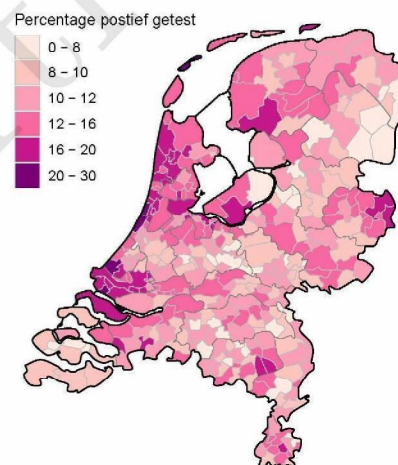 Percentage postief getest
0 – 8
8 – 10
10 – 12
12 – 16
16 – 20
20 – 30